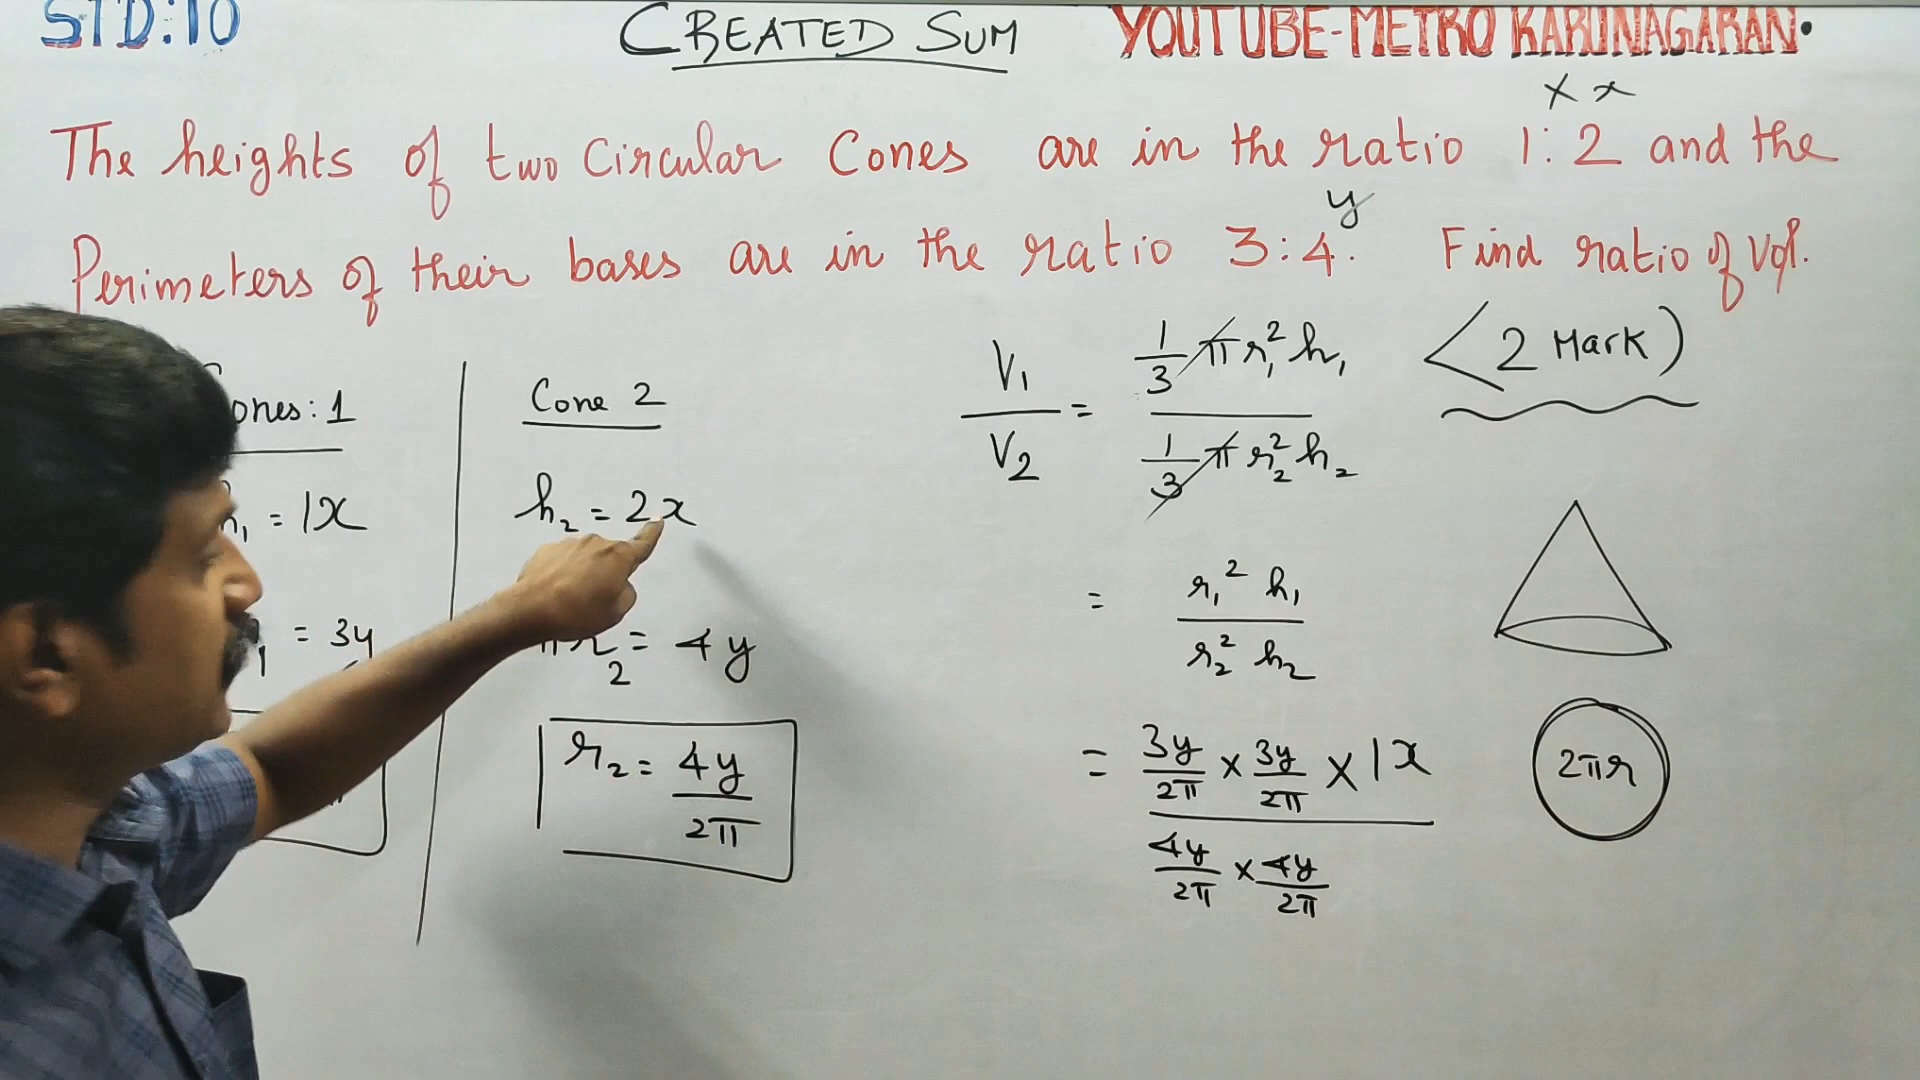 STD:10
CREATED SUM
YOUTUBE-METRO KARUNAGARAN.
x x
The heights of two Circular Cones are in the ratio 1:2 and the
y
Perimeters of their bases are in the ratio 3:4. Find ratio of Vol.
ones: 1
h₁ = 1x
1 = 3y
Cone 2
h₂ = 2x
πr₂ = 4y
r₂ = 4y/2π
V₁/V₂ = 1/3 π r₁² h₁ / 1/3 π r₂² h₂
= r₁² h₁ / r₂² h₂
= 3y/2π × 3y/2π × 1x / 4y/2π × 4y/2π
<2 Mark)
2πr